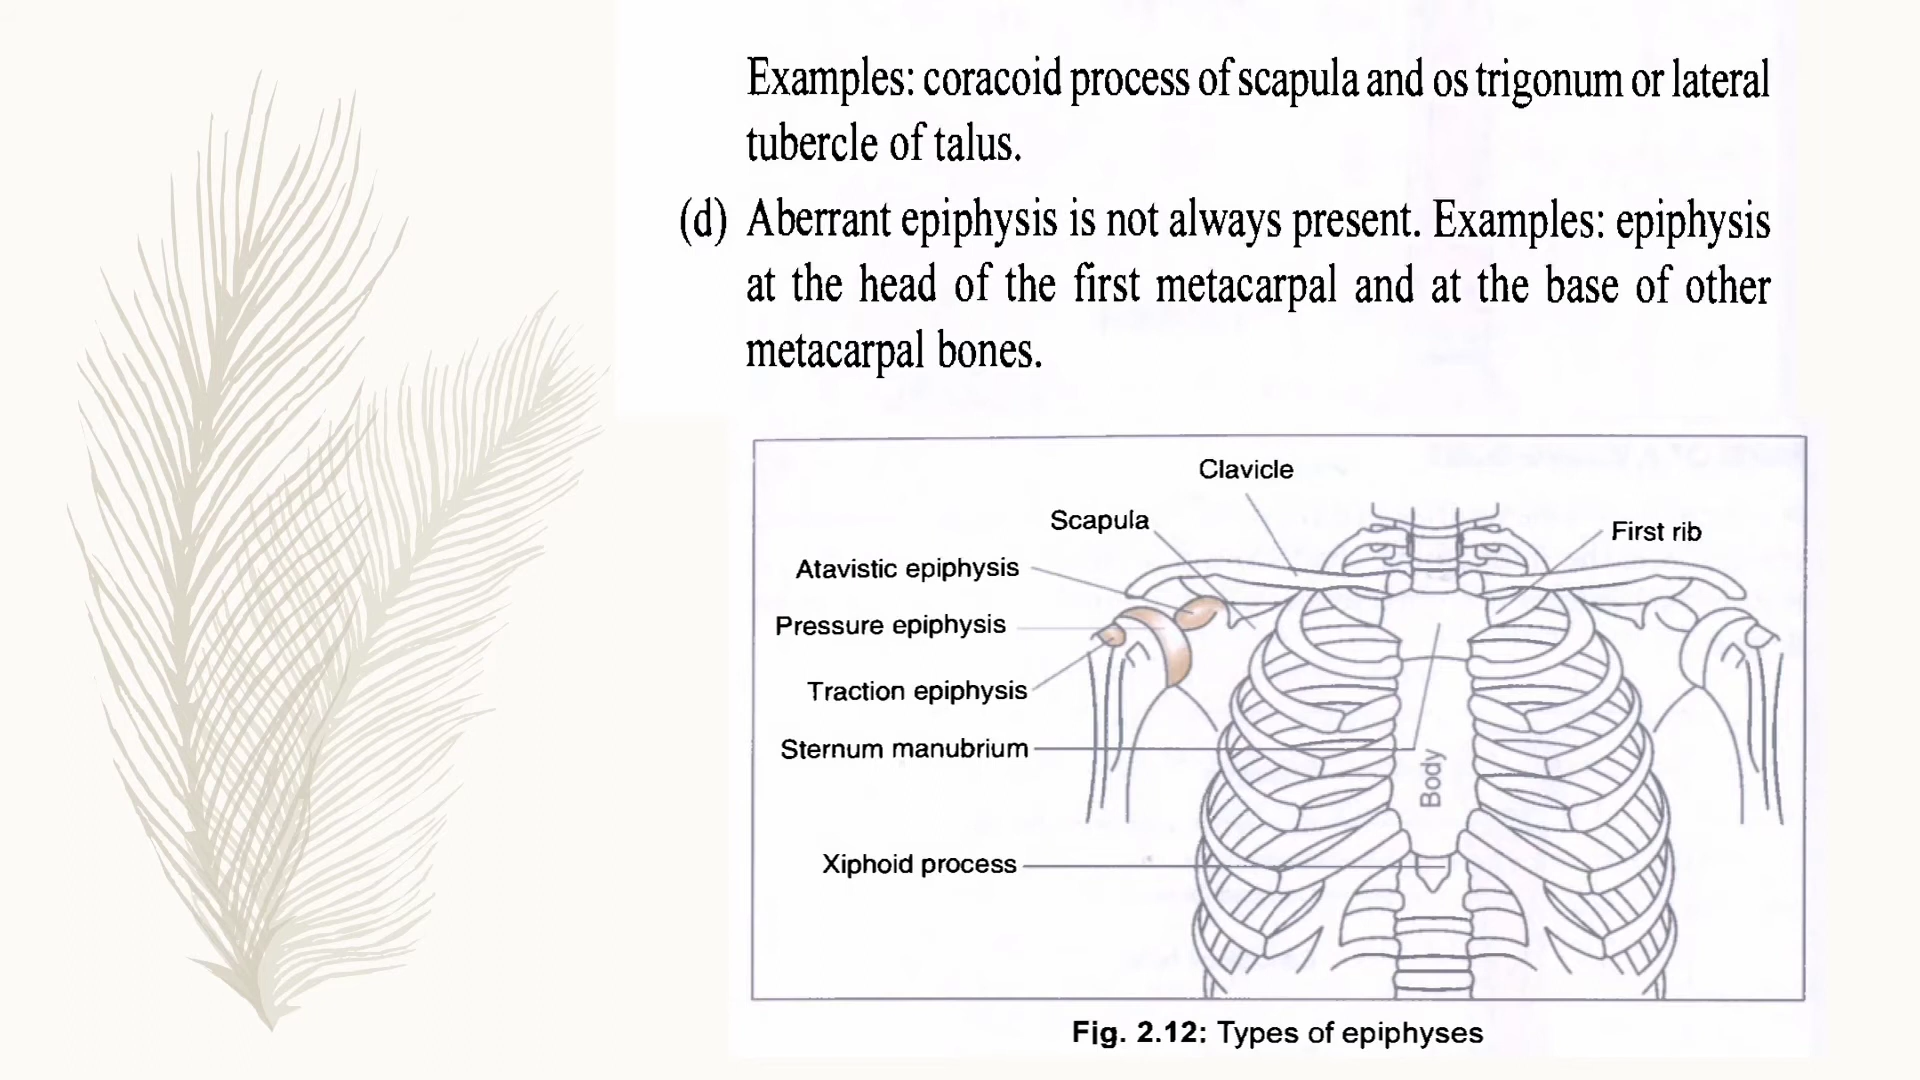 Examples: coracoid process of scapula and os trigonum or lateral
tubercle of talus.
(d) Aberrant epiphysis is not always present. Examples: epiphysis
at the head of the first metacarpal and at the base of other
metacarpal bones.
Clavicle
Scapula
First rib
Atavistic epiphysis
Pressure epiphysis
Traction epiphysis
Sternum manubrium
Body
Xiphoid process
Fig. 2.12: Types of epiphyses